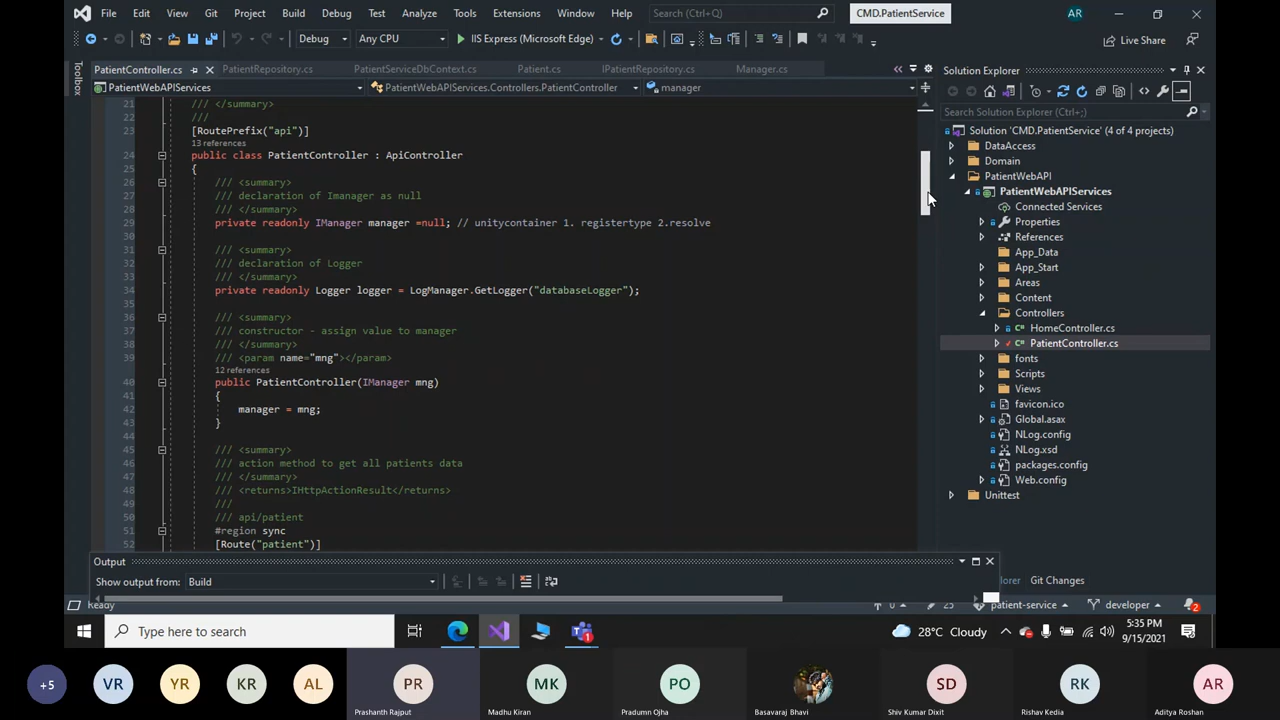 File Edit View Git Project Build Debug Test Analyze Tools Extensions Window Help Search (Ctrl+Q) CMD.PatientService AR
Debug Any CPU IIS Express (Microsoft Edge) Live Share
Toolbox
PatientController.cs PatientRepository.cs PatientServiceDbContext.cs Patient.cs IPatientRepository.cs Manager.cs
PatientWebAPIServices PatientWebAPIServices.Controllers.PatientController manager
21 /// </summary>
22 ///
23 [RoutePrefix("api")]
13 references
24 public class PatientController : ApiController
25 {
26 /// <summary>
27 /// declaration of Imanager as null
28 /// </summary>
29 private readonly IManager manager =null; // unitycontainer 1. registertype 2.resolve
30
31 /// <summary>
32 /// declaration of Logger
33 /// </summary>
34 private readonly Logger logger = LogManager.GetLogger("databaseLogger");
35
36 /// <summary>
37 /// constructor - assign value to manager
38 /// </summary>
39 /// <param name="mng"></param>
12 references
40 public PatientController(IManager mng)
41 {
42 manager = mng;
43 }
44
45 /// <summary>
46 /// action method to get all patients data
47 /// </summary>
48 /// <returns>IHttpActionResult</returns>
49 ///
50 /// api/patient
51 #region sync
52 [Route("patient")]
Solution Explorer
Search Solution Explorer (Ctrl+;)
Solution 'CMD.PatientService' (4 of 4 projects)
DataAccess
Domain
PatientWebAPI
PatientWebAPIServices
Connected Services
Properties
References
App_Data
App_Start
Areas
Content
Controllers
HomeController.cs
PatientController.cs
fonts
Scripts
Views
favicon.ico
Global.asax
NLog.config
NLog.xsd
packages.config
Web.config
Unittest
Output
Show output from: Build
Git Changes
Ready 0 25 patient-service developer 2
Type here to search
1
28°C Cloudy
5:35 PM
9/15/2021
+5 VR YR KR AL PR MK PO SD RK AR
Prashanth Rajput Madhu Kiran Pradumn Ojha Basavaraj Bhavi Shiv Kumar Dixit Rishav Kedia Aditya Roshan